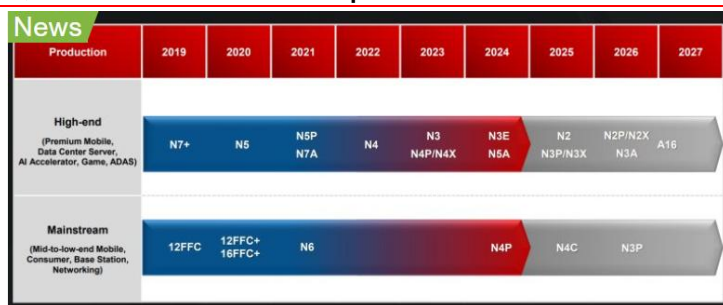 News
Production 2019 2020 2021 2022 2023 2024 2025 2026 2027
High-end
(Premium Mobile,
Data Center Server,
AI Accelerator, Game, ADAS)
N7+ N5 N5P N4 N3 N3E N2 N2P/N2X A16
N7A N4P/N4X N5A N3P/N3X N3A
Mainstream
(Mid-to-low-end Mobile,
Consumer, Base Station,
Networking)
12FFC 12FFC+ N6 N4P N4C N3P
16FFC+